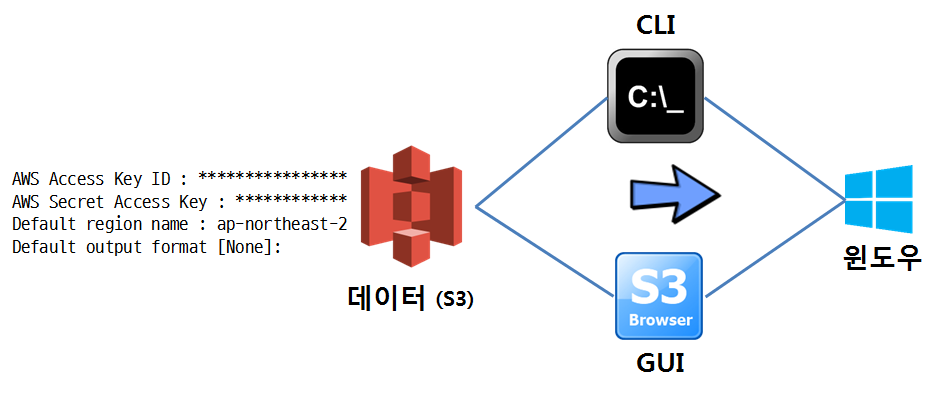 CLI
C:\_
AWS Access Key ID : ****************
AWS Secret Access Key : ************
Default region name : ap-northeast-2
Default output format [None]:
데이터 (S3)
윈도우
S3
Browser
GUI